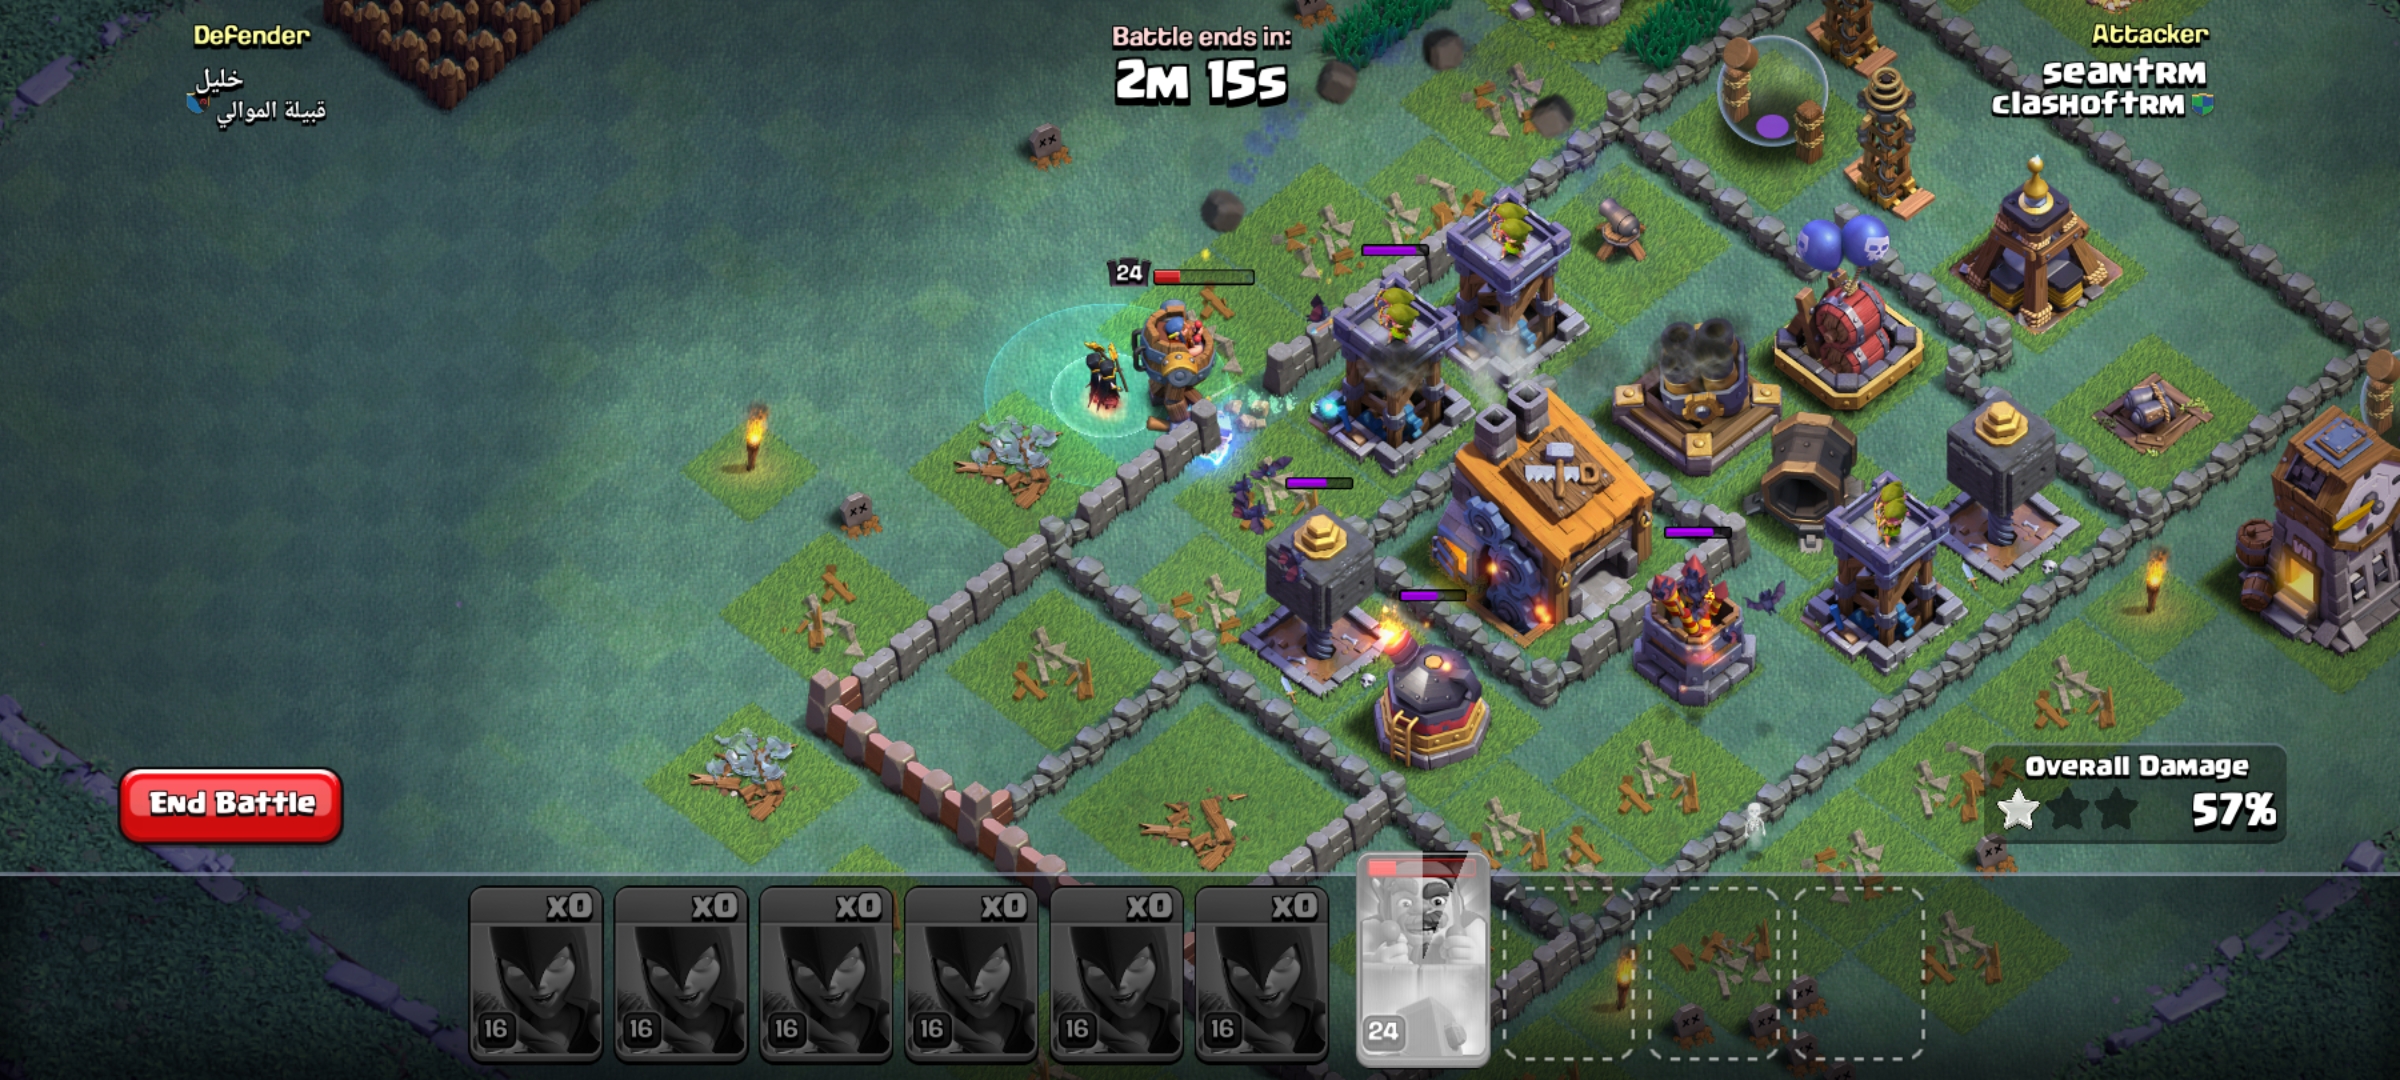 Defender
خليل
قبيلة الموالي
Battle ends in:
2M 15s
Attacker
seantRM
clashoftRM
24
VII
End Battle
Overall Damage
57%
x0 x0 x0 x0 x0 x0
16 16 16 16 16 16 24